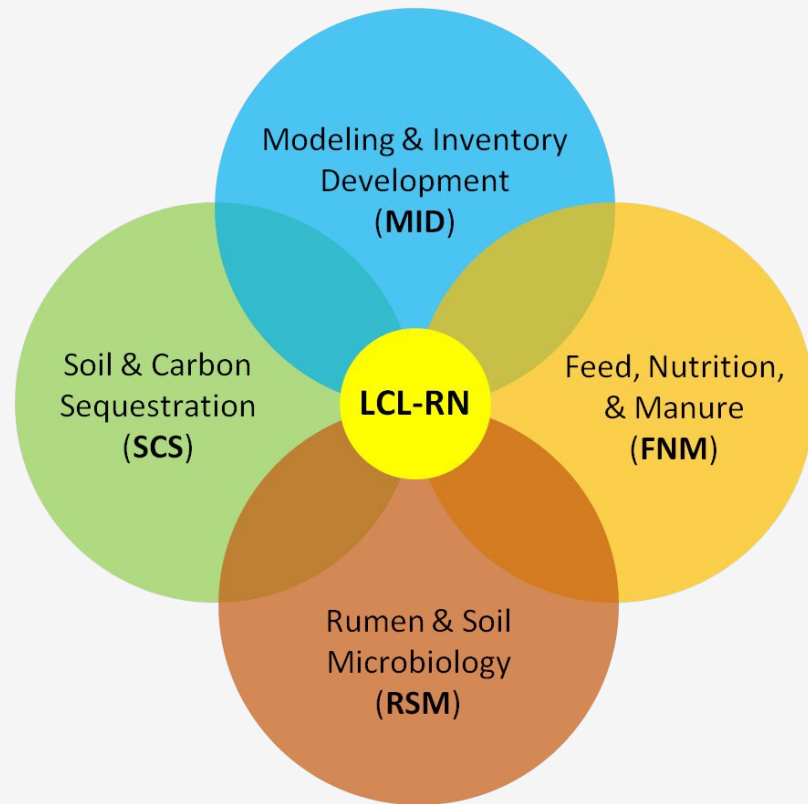 Modeling & Inventory
Development
(MID)
Soil & Carbon
Sequestration
(SCS)
LCL-RN
Feed, Nutrition,
& Manure
(FNM)
Rumen & Soil
Microbiology
(RSM)